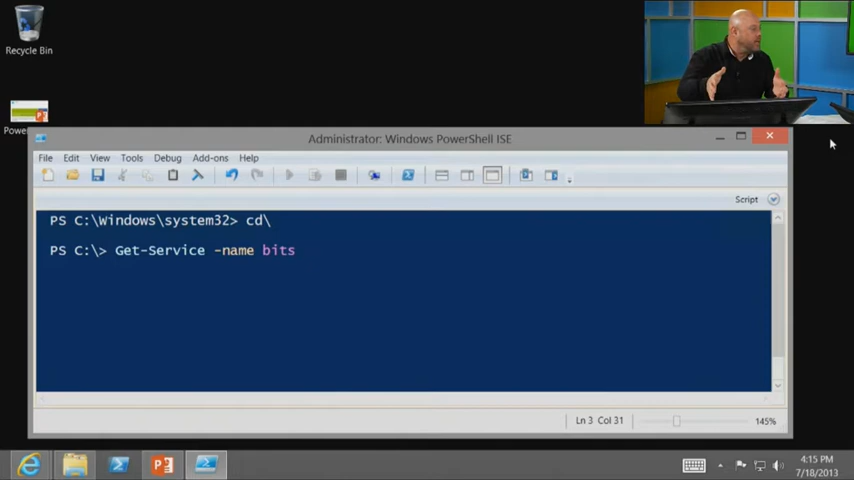 Recycle Bin
Power
Administrator: Windows PowerShell ISE
File Edit View Tools Debug Add-ons Help
Script
PS C:\Windows\system32> cd\
PS C:\> Get-Service -name bits
Ln 3 Col 31
145%
4:15 PM
7/18/2013